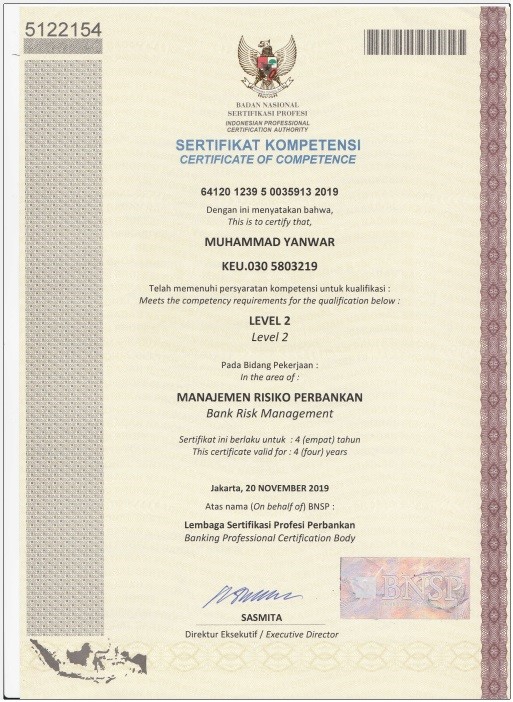 5122154
BADAN NASIONAL
SERTIFIKASI PROFESI
INDONESIAN PROFESSIONAL
CERTIFICATION AUTHORITY
SERTIFIKAT KOMPETENSI
CERTIFICATE OF COMPETENCE
64120 1239 5 0035913 2019
Dengan ini menyatakan bahwa,
This is to certify that,
MUHAMMAD YANWAR
KEU.030 5803219
Telah memenuhi persyaratan kompetensi untuk kualifikasi :
Meets the competency requirements for the qualification below :
LEVEL 2
Level 2
Pada Bidang Pekerjaan :
In the area of :
MANAJEMEN RISIKO PERBANKAN
Bank Risk Management
Sertifikat ini berlaku untuk : 4 (empat) tahun
This certificate valid for : 4 (four) years
Jakarta, 20 NOVEMBER 2019
Atas nama (On behalf of) BNSP :
Lembaga Sertifikasi Profesi Perbankan
Banking Professional Certification Body
BNSP
SASMITA
Direktur Eksekutif / Executive Director